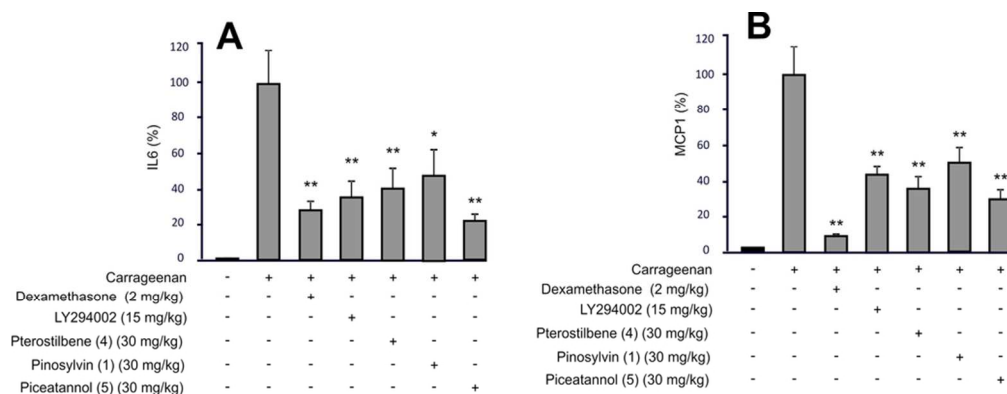 A
IL6 (%)
120
100
80
60
40
20
0
** ** ** * **
Carrageenan - + + + + + +
Dexamethasone (2 mg/kg) - - + - - - -
LY294002 (15 mg/kg) - - - + - - -
Pterostilbene (4) (30 mg/kg) - - - - + - -
Pinosylvin (1) (30 mg/kg) - - - - - + -
Piceatannol (5) (30 mg/kg) - - - - - - +
B
MCP1 (%)
120
100
80
60
40
20
0
** ** ** ** **
Carrageenan - + + + + + +
Dexamethasone (2 mg/kg) - - + - - - -
LY294002 (15 mg/kg) - - - + - - -
Pterostilbene (4) (30 mg/kg) - - - - + - -
Pinosylvin (1) (30 mg/kg) - - - - - + -
Piceatannol (5) (30 mg/kg) - - - - - - +